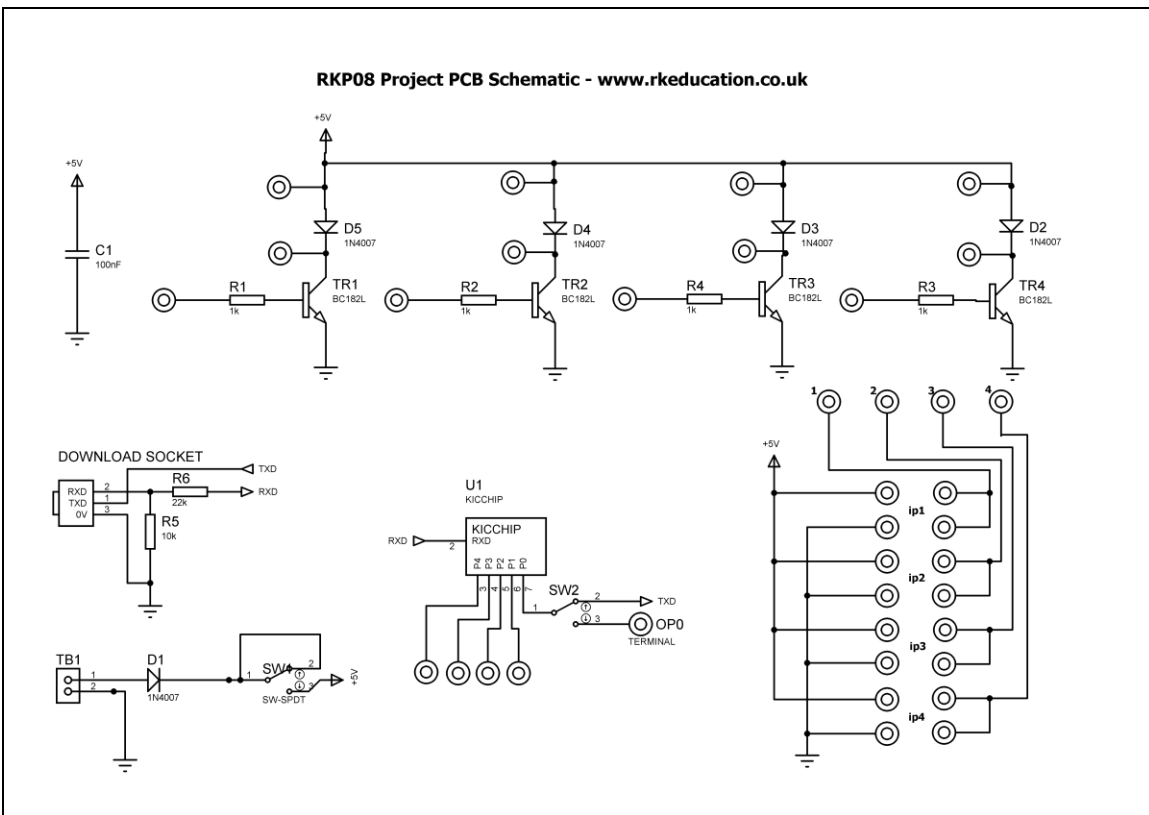 RKP08 Project PCB Schematic - www.rkeducation.co.uk
+5V
+5V
C1
100nF
D5
1N4007
D4
1N4007
D3
1N4007
D2
1N4007
R1
1k
TR1
BC182L
R2
1k
TR2
BC182L
R4
1k
TR3
BC182L
R3
1k
TR4
BC182L
1
2
3
4
+5V
ip1
ip2
ip3
ip4
DOWNLOAD SOCKET
TXD
R6
22k
RXD
RXD 2
TXD 1
0V 3
R5
10k
U1
KICCHIP
KICCHIP
RXD
RXD
2
P4 P3 P2 P1 P0
3 4 5 6 7
SW2
1
2
TXD
3
OP0
TERMINAL
TB1
1
2
D1
1N4007
SW1
1
2
3
SW-SPDT
+5V